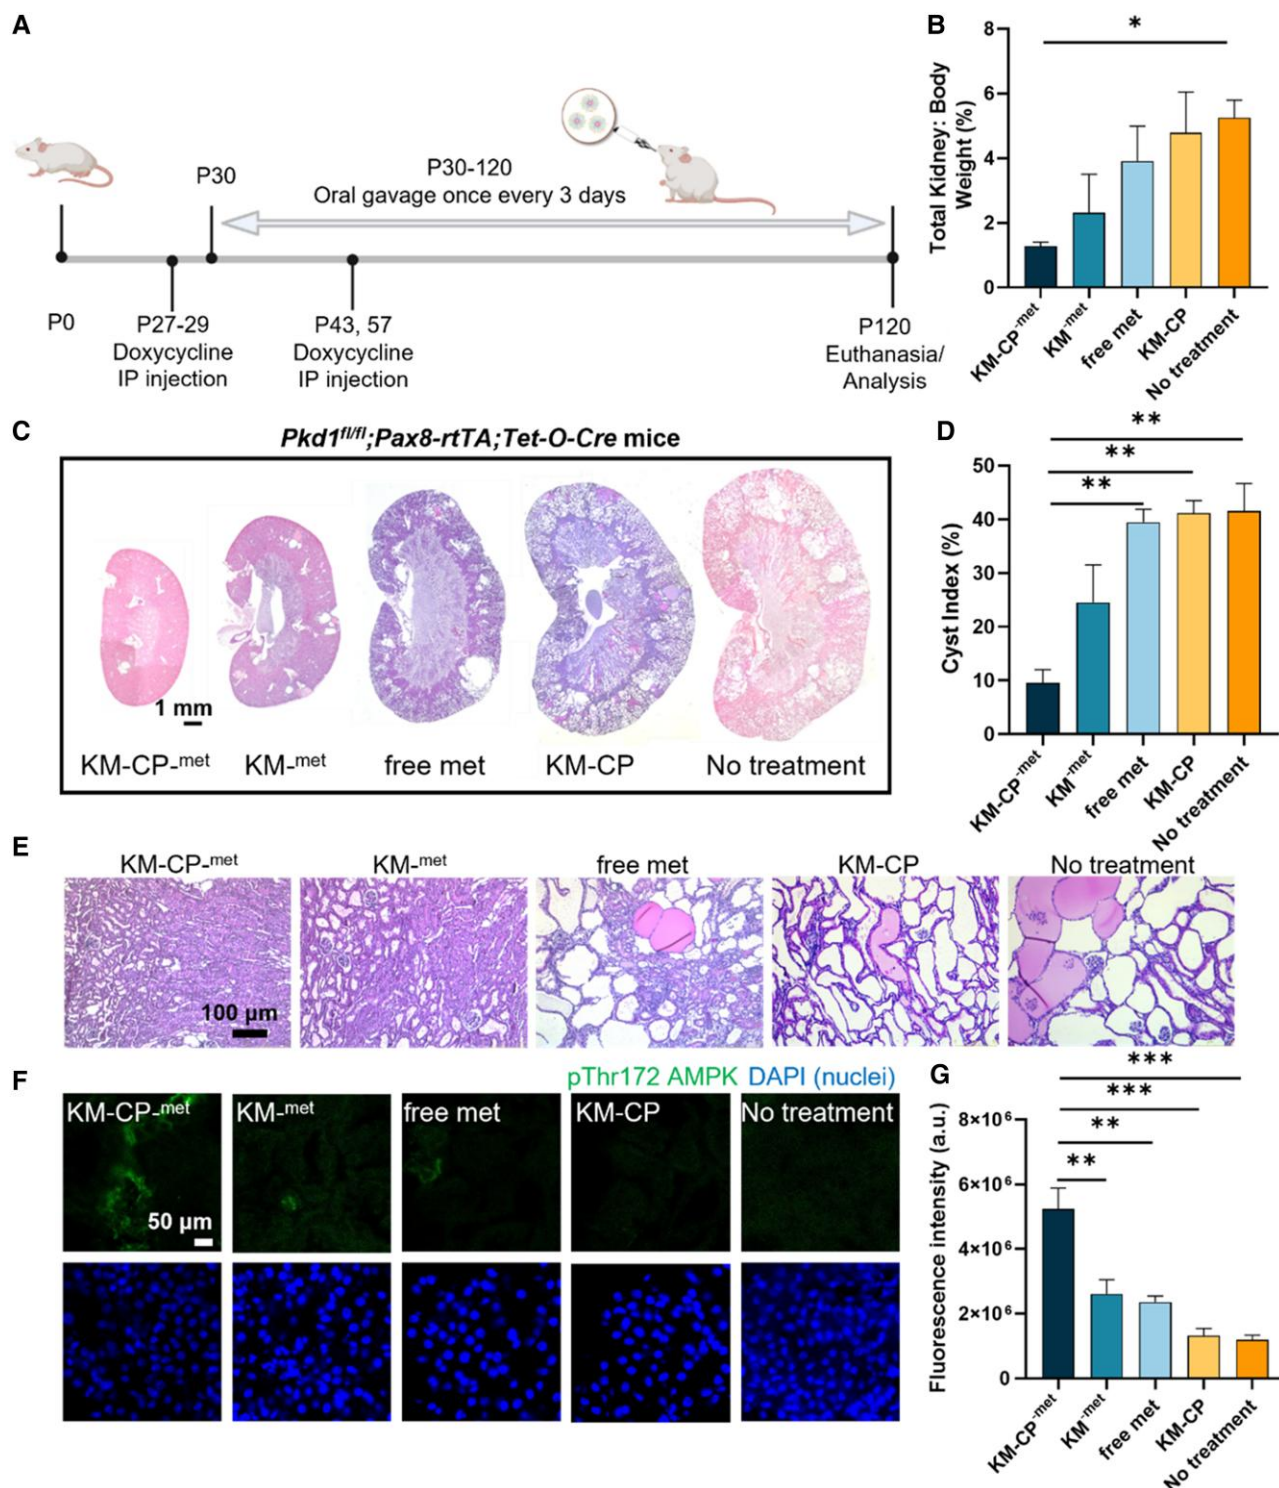 A
P30
P30-120
Oral gavage once every 3 days
P0
P27-29
Doxycycline
IP injection
P43, 57
Doxycycline
IP injection
P120
Euthanasia/
Analysis
B
Total Kidney: Body
Weight (%)
8
6
4
2
0
*
KM-CP-met
KM-met
free met
KM-CP
No treatment
C
Pkd1fl/fl;Pax8-rtTA;Tet-O-Cre mice
1 mm
KM-CP-met
KM-met
free met
KM-CP
No treatment
D
Cyst Index (%)
50
40
30
20
10
0
**
**
**
KM-CP-met
KM-met
free met
KM-CP
No treatment
E
KM-CP-met
KM-met
free met
KM-CP
No treatment
100 µm
F
pThr172 AMPK DAPI (nuclei)
KM-CP-met
KM-met
free met
KM-CP
No treatment
50 µm
G
Fluorescence intensity (a.u.)
8×10⁶
6×10⁶
4×10⁶
2×10⁶
0
***
***
**
**
KM-CP-met
KM-met
free met
KM-CP
No treatment